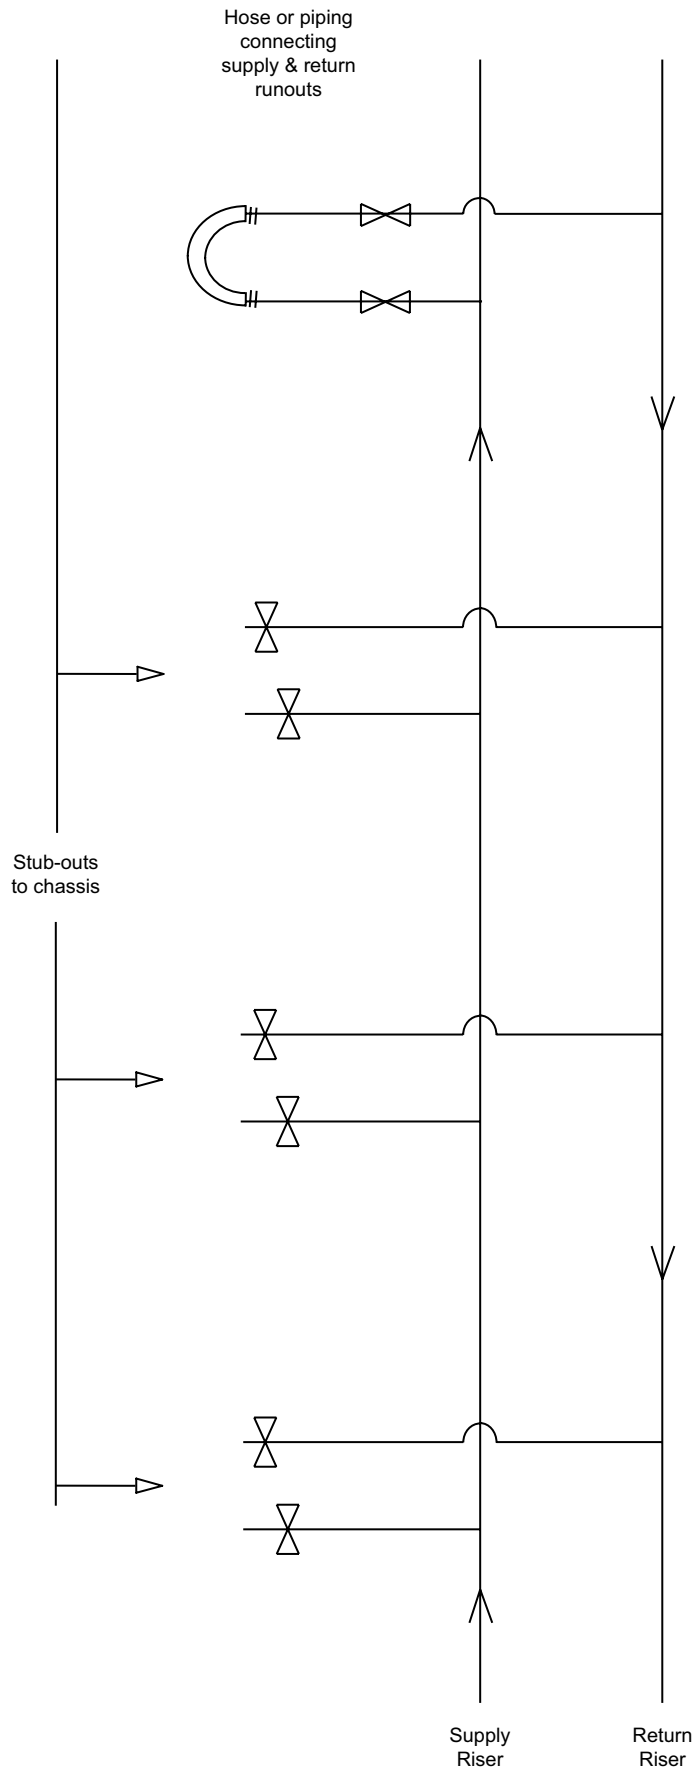 Hose or piping
connecting
supply & return
runouts
Stub-outs
to chassis
Supply
Riser
Return
Riser